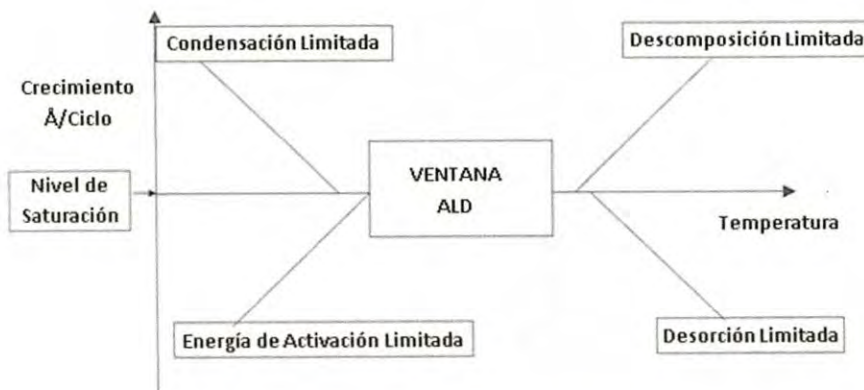 Condensación Limitada
Descomposición Limitada
Crecimiento
Å/Ciclo
VENTANA
ALD
Nivel de
Saturación
Temperatura
Energía de Activación Limitada
Desorción Limitada